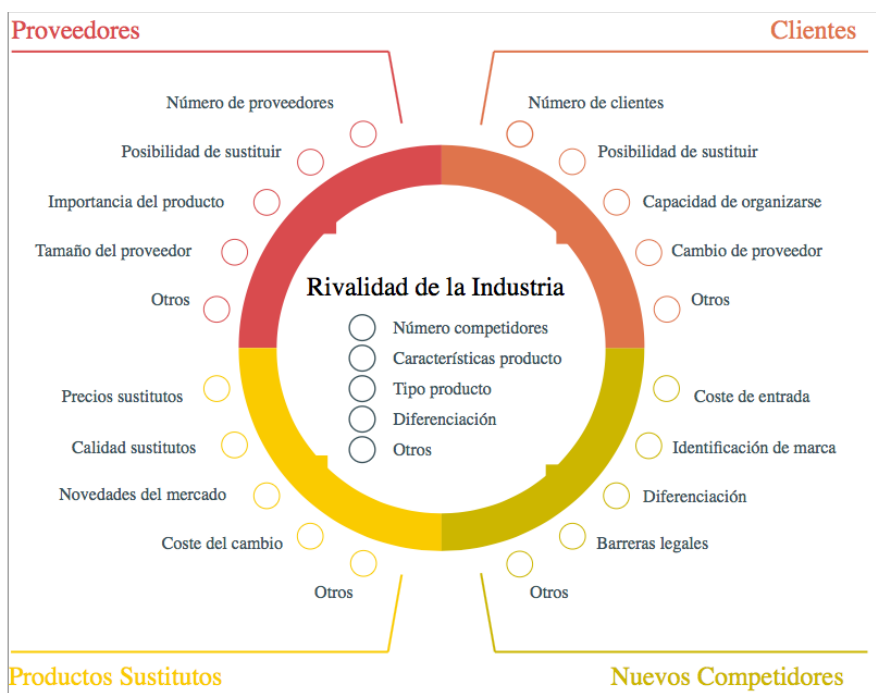 Proveedores
Número de proveedores
Posibilidad de sustituir
Importancia del producto
Tamaño del proveedor
Otros
Clientes
Número de clientes
Posibilidad de sustituir
Capacidad de organizarse
Cambio de proveedor
Otros
Rivalidad de la Industria
Número competidores
Características producto
Tipo producto
Diferenciación
Otros
Precios sustitutos
Calidad sustitutos
Novedades del mercado
Coste del cambio
Otros
Productos Sustitutos
Coste de entrada
Identificación de marca
Diferenciación
Barreras legales
Otros
Nuevos Competidores